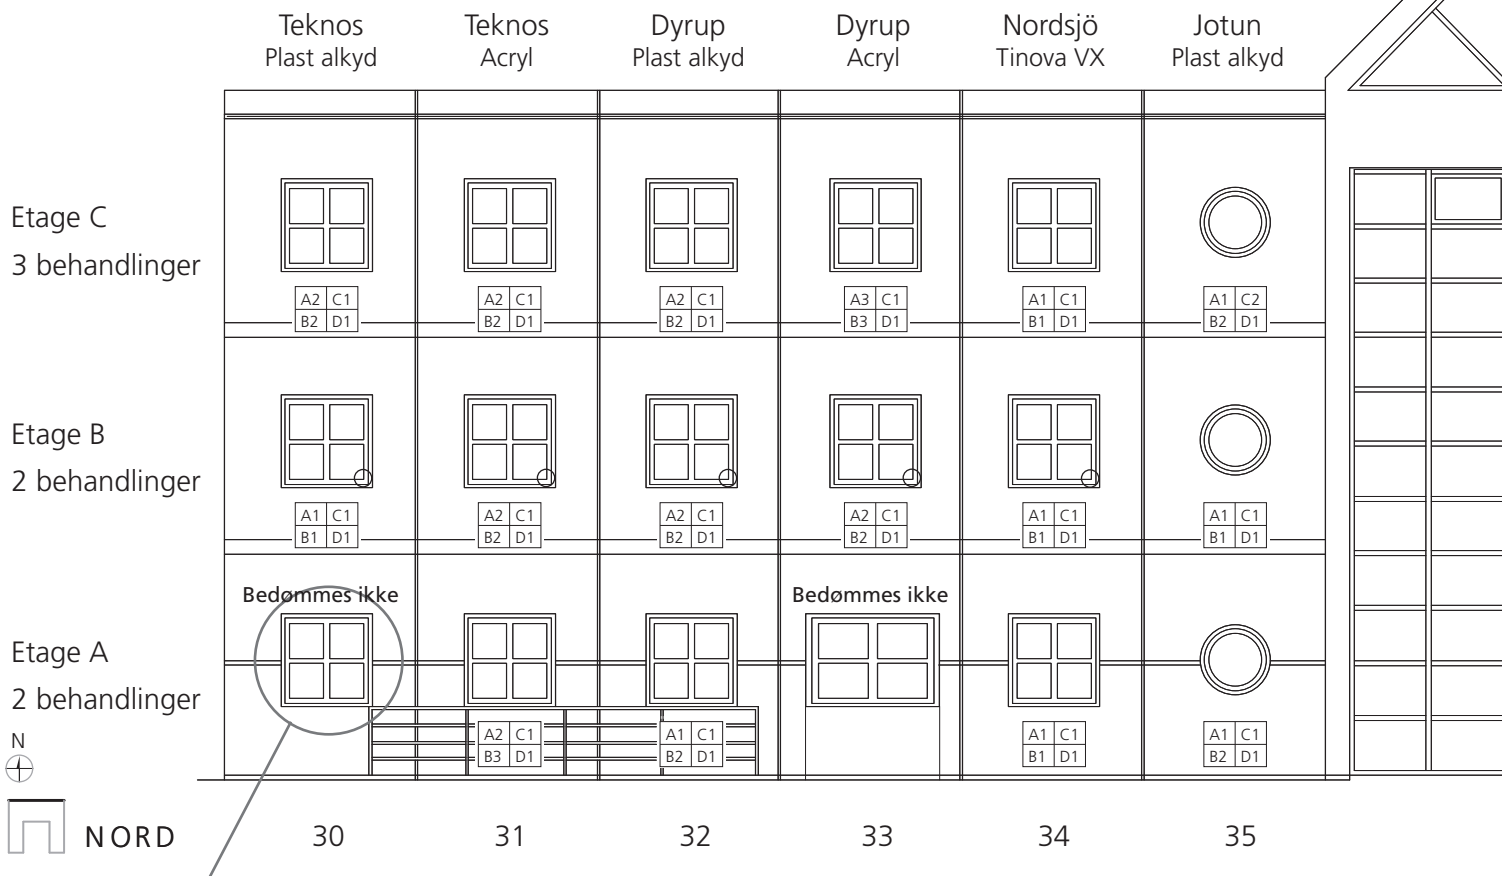 Teknos
Plast alkyd
Teknos
Acryl
Dyrup
Plast alkyd
Dyrup
Acryl
Nordsjö
Tinova VX
Jotun
Plast alkyd
Etage C
3 behandlinger
A2 C1
B2 D1
A2 C1
B2 D1
A2 C1
B2 D1
A3 C1
B3 D1
A1 C1
B1 D1
A1 C2
B2 D1
Etage B
2 behandlinger
A1 C1
B1 D1
A2 C1
B2 D1
A2 C1
B2 D1
A2 C1
B2 D1
A1 C1
B1 D1
A1 C1
B1 D1
Etage A
2 behandlinger
Bedømmes ikke
A2 C1
B3 D1
A1 C1
B2 D1
Bedømmes ikke
A1 C1
B1 D1
A1 C1
B2 D1
N
NORD
30
31
32
33
34
35